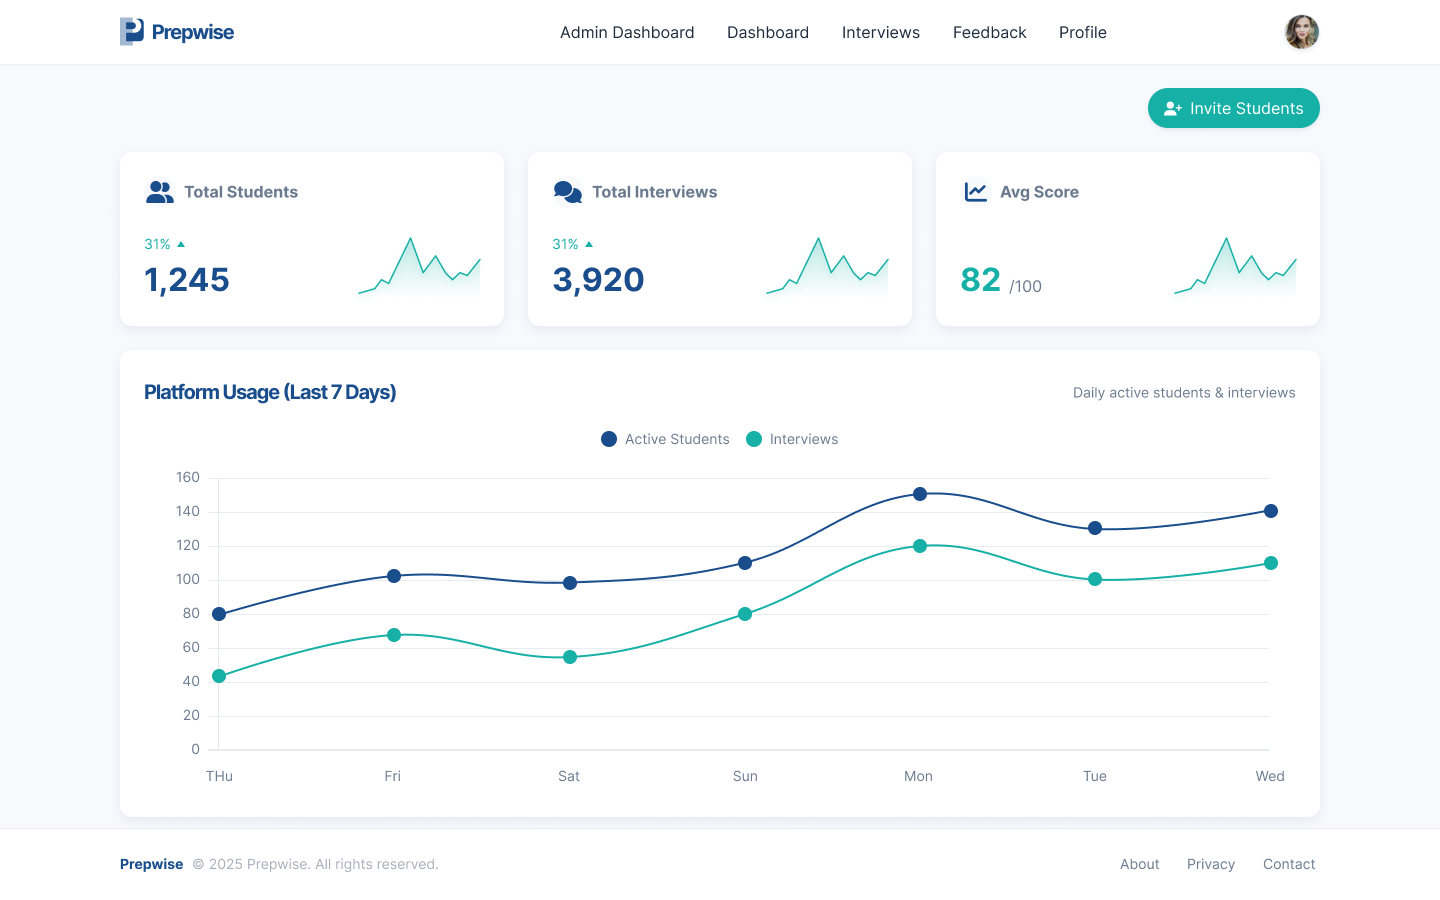 Prepwise
Admin Dashboard Dashboard Interviews Feedback Profile
Invite Students
Total Students
31%
1,245
Total Interviews
31%
3,920
Avg Score
82 /100
Platform Usage (Last 7 Days)
Daily active students & interviews
Active Students Interviews
160
140
120
100
80
60
40
20
0
THu Fri Sat Sun Mon Tue Wed
Prepwise © 2025 Prepwise. All rights reserved.
About Privacy Contact